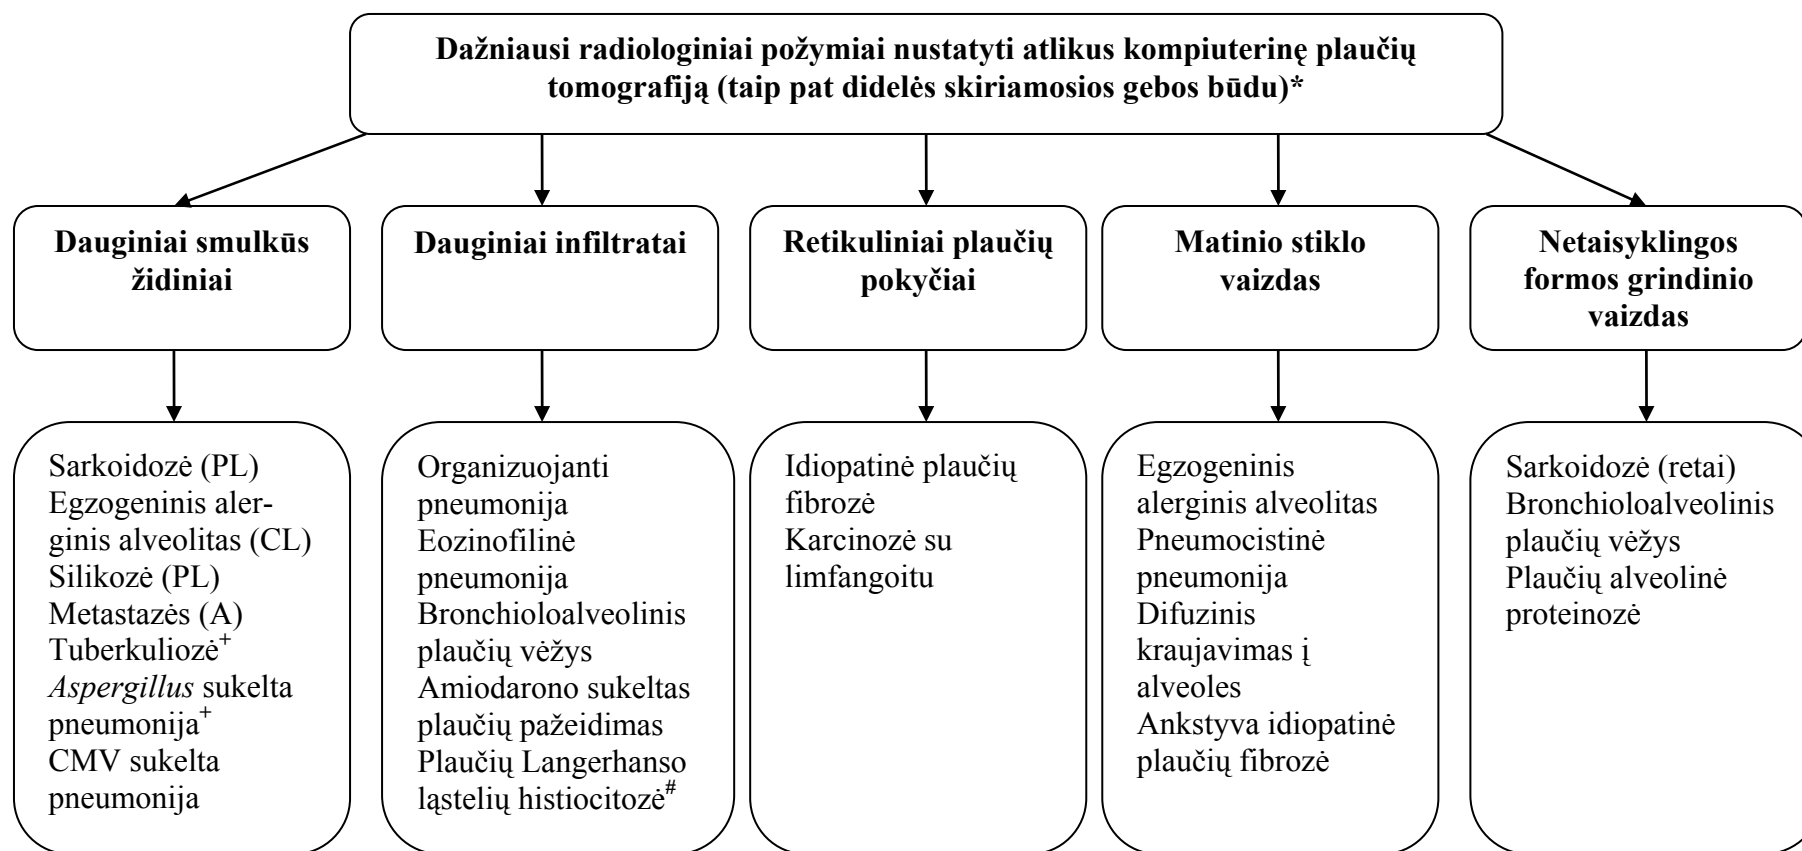 Dažniausi radiologiniai požymiai nustatyti atlikus kompiuterinę plaučių
tomografiją (taip pat didelės skiriamosios gebos būdu)*
Dauginiai smulkūs
židiniai
Dauginiai infiltratai
Retikuliniai plaučių
pokyčiai
Matinio stiklo
vaizdas
Netaisyklingos
formos grindinio
vaizdas
Sarkoidozė (PL)
Egzogeninis aler-
ginis alveolitas (CL)
Silikozė (PL)
Metastazės (A)
Tuberkuliozė⁺
Aspergillus sukelta
pneumonija⁺
CMV sukelta
pneumonija
Organizuojanti
pneumonija
Eozinofilinė
pneumonija
Bronchioloalveolinis
plaučių vėžys
Amiodarono sukeltas
plaučių pažeidimas
Plaučių Langerhanso
ląstelių histiocitozė#
Idiopatinė plaučių
fibrozė
Karcinozė su
limfangoitu
Egzogeninis
alerginis alveolitas
Pneumocistinė
pneumonija
Difuzinis
kraujavimas į
alveoles
Ankstyva idiopatinė
plaučių fibrozė
Sarkoidozė (retai)
Bronchioloalveolinis
plaučių vėžys
Plaučių alveolinė
proteinozė